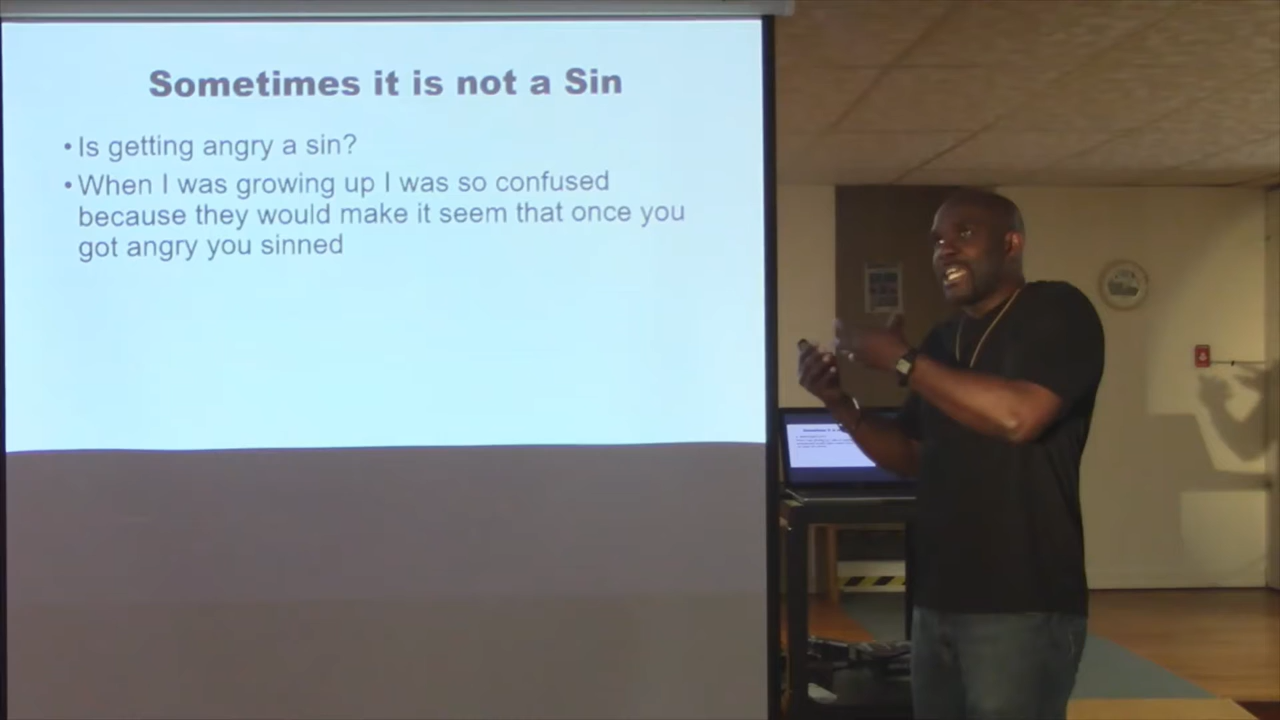 Sometimes it is not a Sin
• Is getting angry a sin?
• When I was growing up I was so confused
because they would make it seem that once you
got angry you sinned